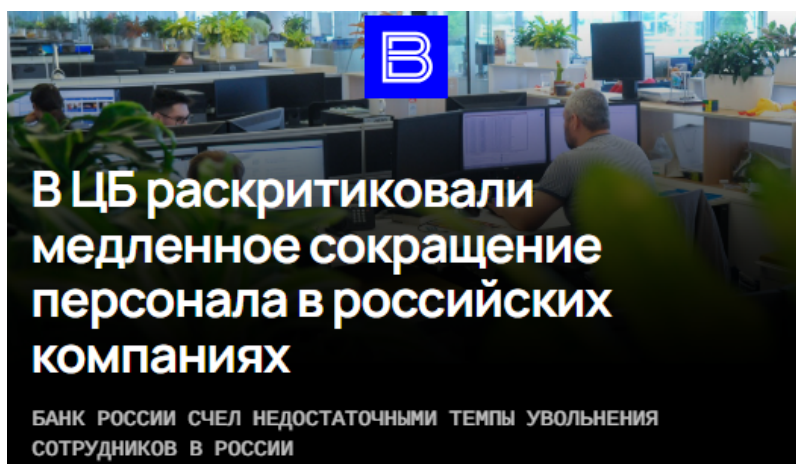 B
В ЦБ раскритиковали
медленное сокращение
персонала в российских
компаниях
БАНК РОССИИ СЧЕЛ НЕДОСТАТОЧНЫМИ ТЕМПЫ УВОЛЬНЕНИЯ
СОТРУДНИКОВ В РОССИИ